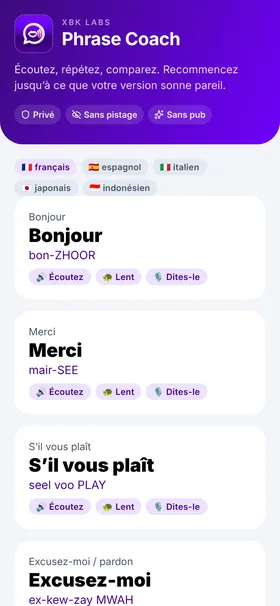 XBK LABS
Phrase Coach
Écoutez, répétez, comparez. Recommencez
jusqu'à ce que votre version sonne pareil.
Privé
Sans pistage
Sans pub
français
espagnol
italien
japonais
indonésien
Bonjour
Bonjour
bon-ZHOOR
Écoutez
Lent
Dites-le
Merci
Merci
mair-SEE
Écoutez
Lent
Dites-le
S'il vous plaît
S'il vous plaît
seel voo PLAY
Écoutez
Lent
Dites-le
Excusez-moi / pardon
Excusez-moi
ex-kew-zay MWAH